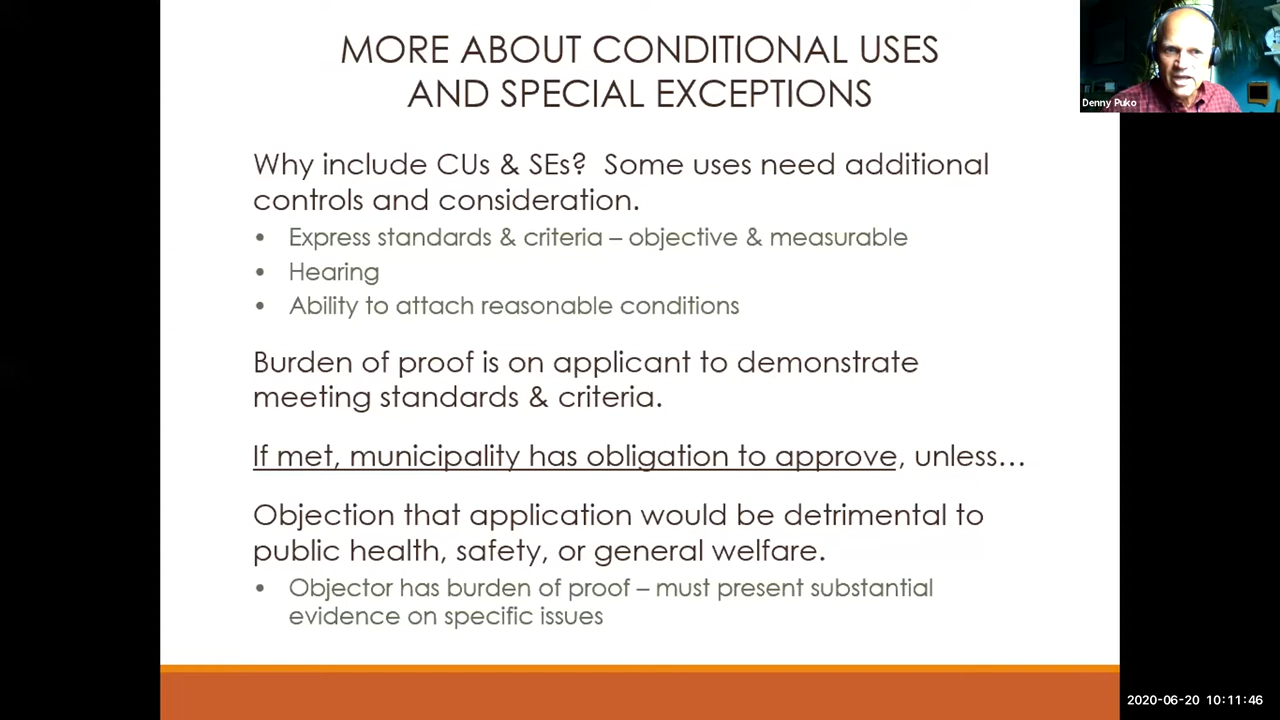 MORE ABOUT CONDITIONAL USES
AND SPECIAL EXCEPTIONS
Denny Puko
Why include CUs & SEs?  Some uses need additional
controls and consideration.
• Express standards & criteria – objective & measurable
• Hearing
• Ability to attach reasonable conditions
Burden of proof is on applicant to demonstrate
meeting standards & criteria.
If met, municipality has obligation to approve, unless…
Objection that application would be detrimental to
public health, safety, or general welfare.
• Objector has burden of proof – must present substantial
evidence on specific issues
2020-06-20 10:11:46